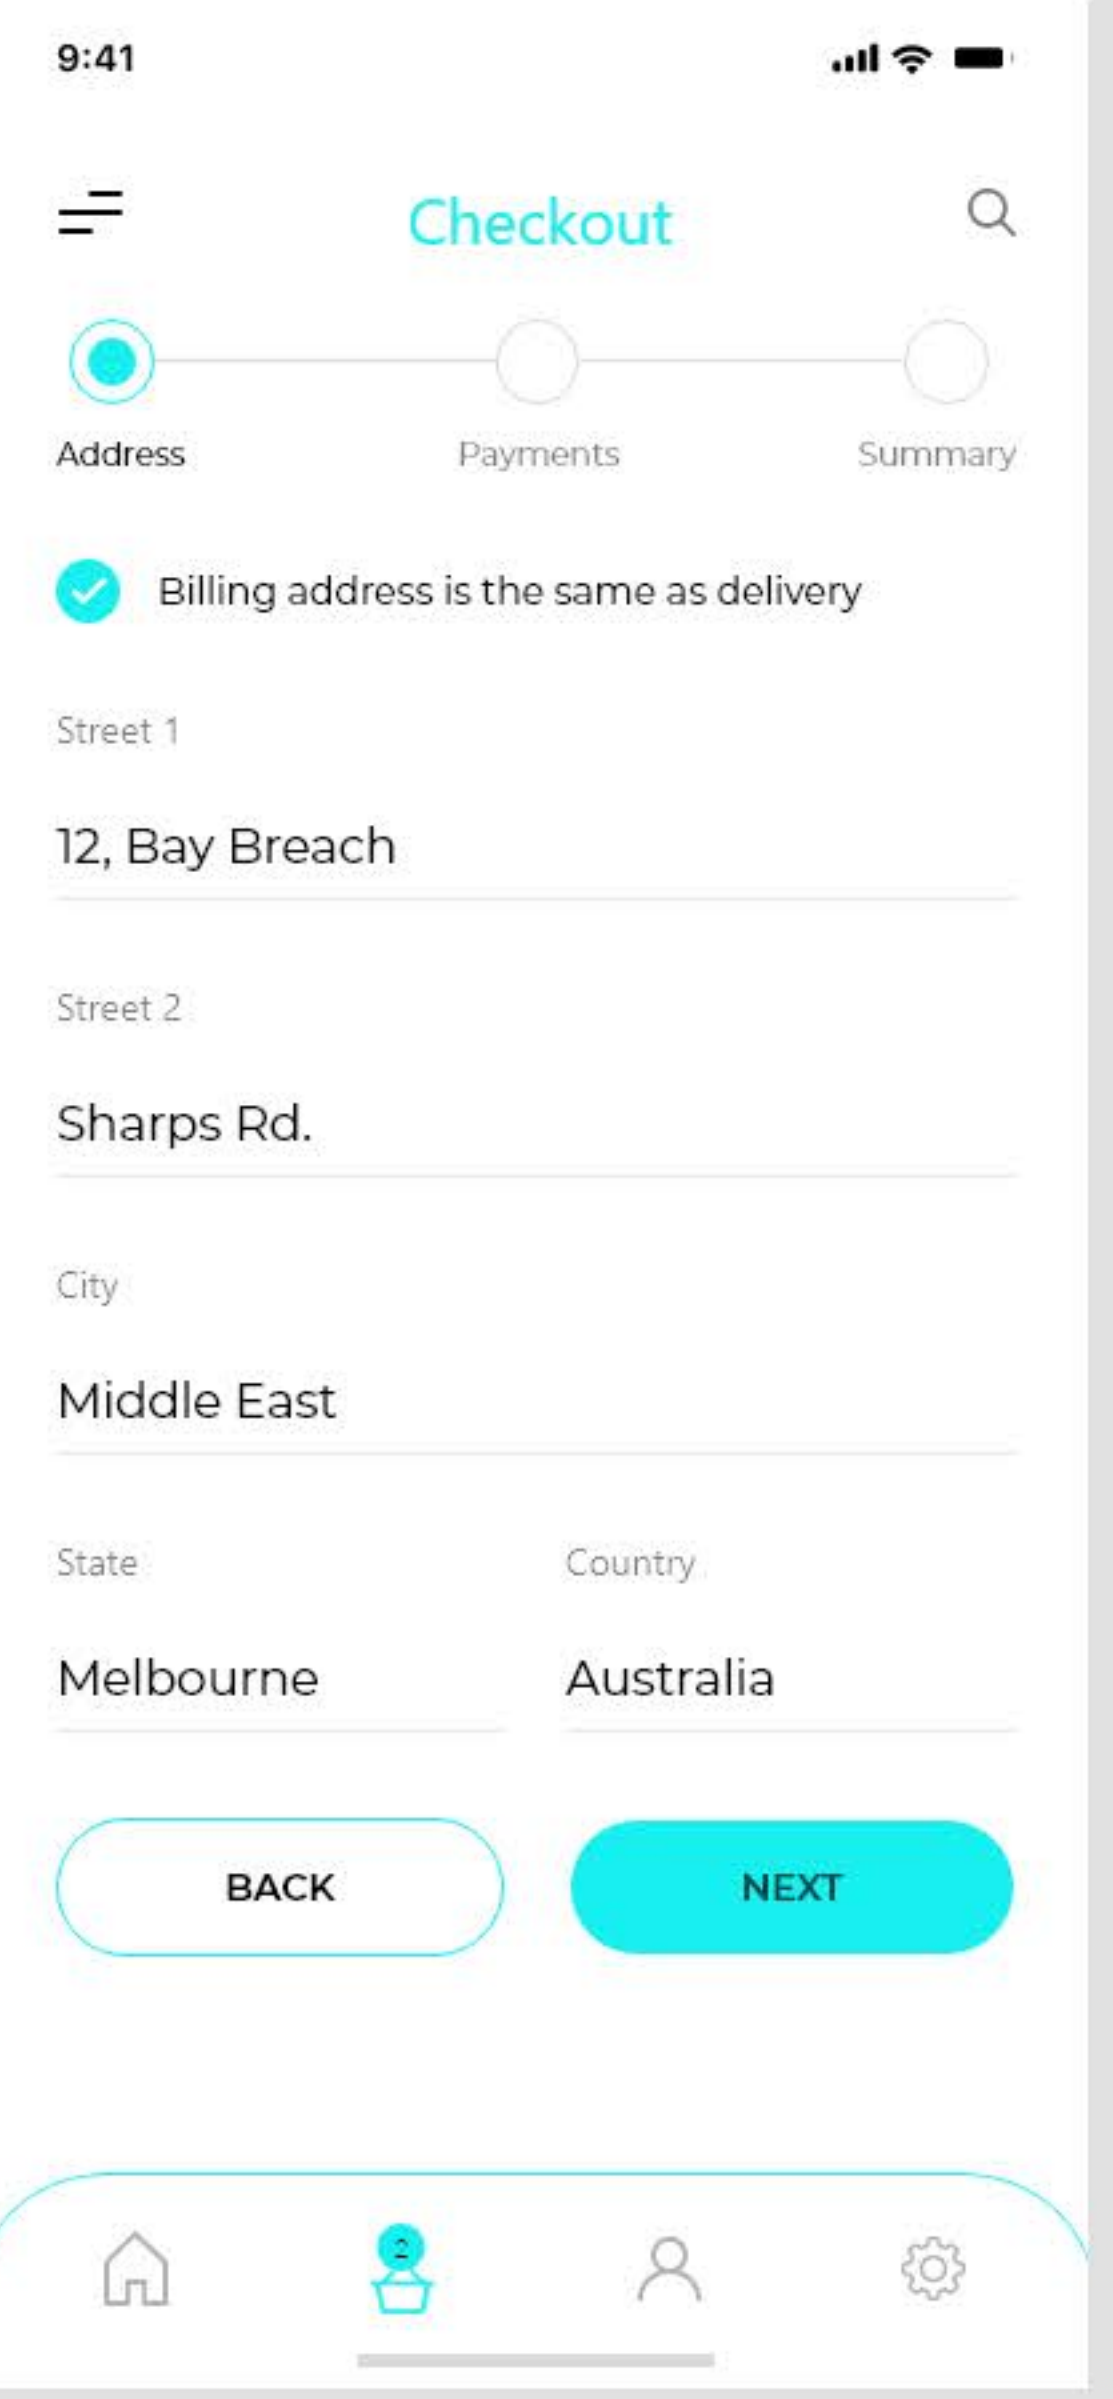 9:41
Checkout
Address Payments Summary
Billing address is the same as delivery
Street 1
12, Bay Breach
Street 2
Sharps Rd.
City
Middle East
State Country
Melbourne Australia
BACK NEXT
2